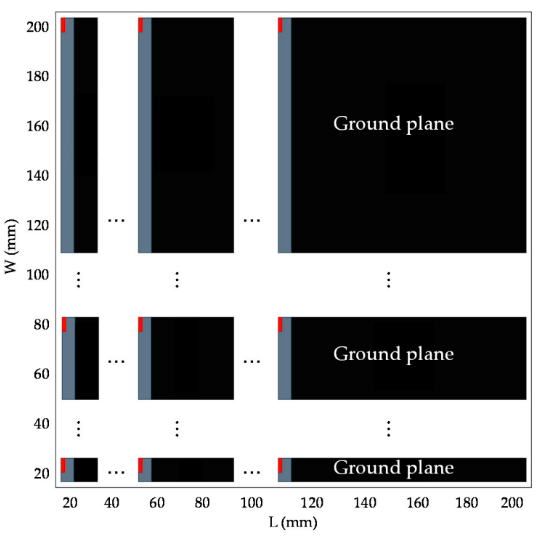 200
180
Ground plane
160
140
... ...
120
W (mm)
100
80
Ground plane
60
... ...
40
Ground plane
20
... ...
20 40 60 80 100 120 140 160 180 200
L (mm)